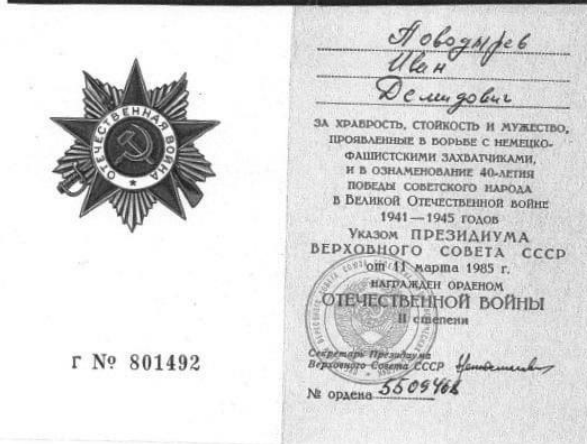 ОТЕЧЕСТВЕННАЯ ВОЙНА
Г № 801492
Поводырев
Иван
Демидович
ЗА ХРАБРОСТЬ, СТОЙКОСТЬ И МУЖЕСТВО,
ПРОЯВЛЕННЫЕ В БОРЬБЕ С НЕМЕЦКО-
ФАШИСТСКИМИ ЗАХВАТЧИКАМИ,
И В ОЗНАМЕНОВАНИЕ 40-ЛЕТИЯ
ПОБЕДЫ СОВЕТСКОГО НАРОДА
В ВЕЛИКОЙ ОТЕЧЕСТВЕННОЙ ВОЙНЕ
1941—1945 ГОДОВ
УКАЗОМ ПРЕЗИДИУМА
ВЕРХОВНОГО СОВЕТА СССР
от 11 марта 1985 г.
НАГРАЖДЕН ОРДЕНОМ
ОТЕЧЕСТВЕННОЙ ВОЙНЫ
II степени
Секретарь Президиума
Верховного Совета СССР
№ ордена 5509468